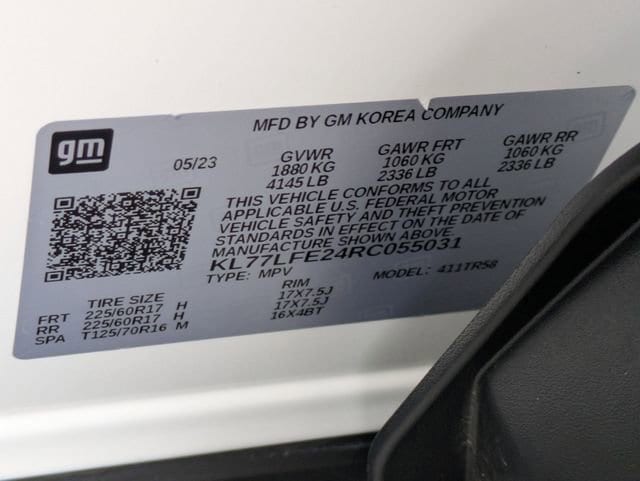 gm
MFD BY GM KOREA COMPANY
05/23 GVWR GAWR FRT GAWR RR
1880 KG 1060 KG 1060 KG
4145 LB 2336 LB 2336 LB
THIS VEHICLE CONFORMS TO ALL
APPLICABLE U.S. FEDERAL MOTOR
VEHICLE SAFETY AND THEFT PREVENTION
STANDARDS IN EFFECT ON THE DATE OF
MANUFACTURE SHOWN ABOVE.
KL77LFE24RC055031
TYPE: MPV MODEL: 411TR58
TIRE SIZE RIM
FRT 225/60R17 H 17X7.5J
RR 225/60R17 H 17X7.5J
SPA T125/70R16 M 16X4BT